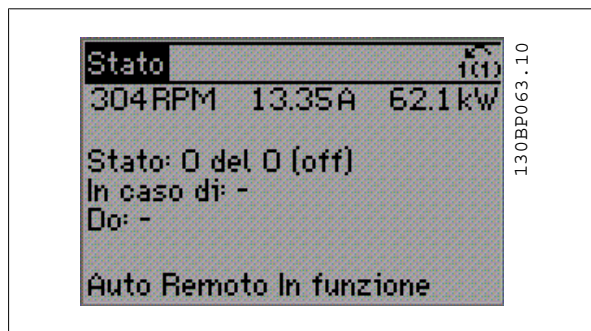 Stato 1(1)
304RPM 13.35A 62.1kW
Stato: 0 del 0 (off)
In caso di: -
Do: -
Auto Remoto In funzione
130BP063.10